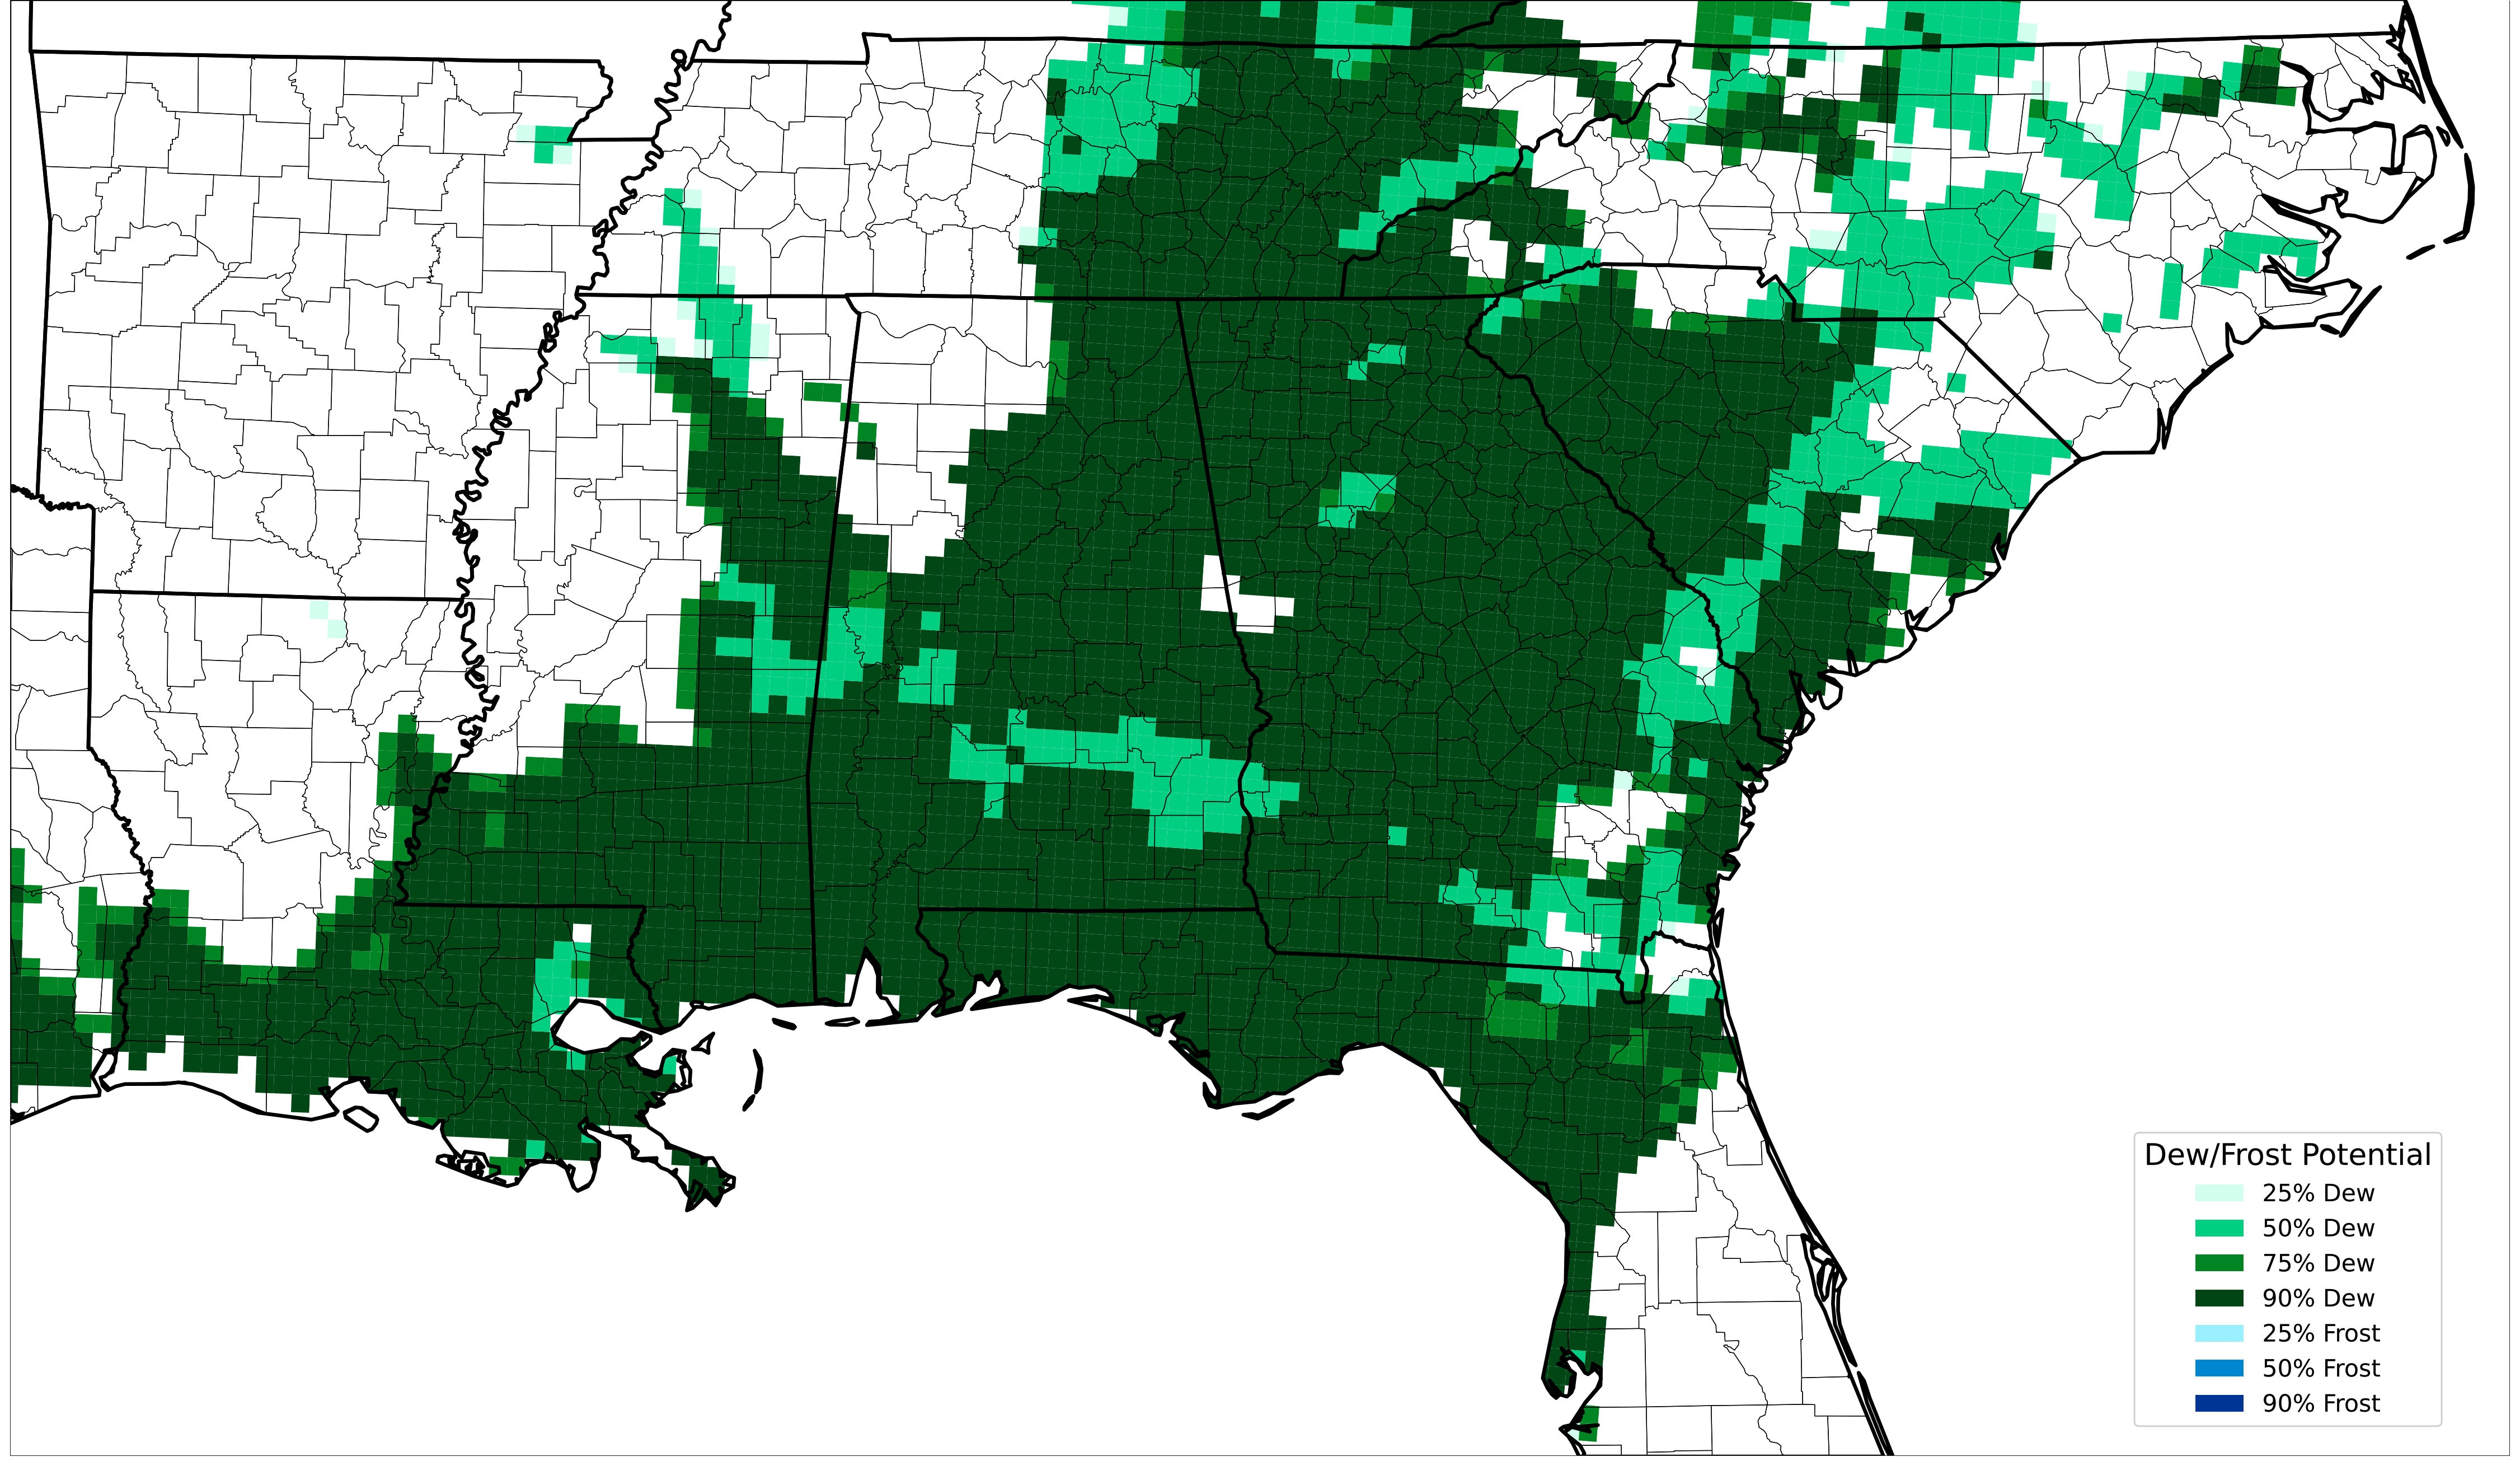 Dew/Frost Potential
25% Dew
50% Dew
75% Dew
90% Dew
25% Frost
50% Frost
90% Frost